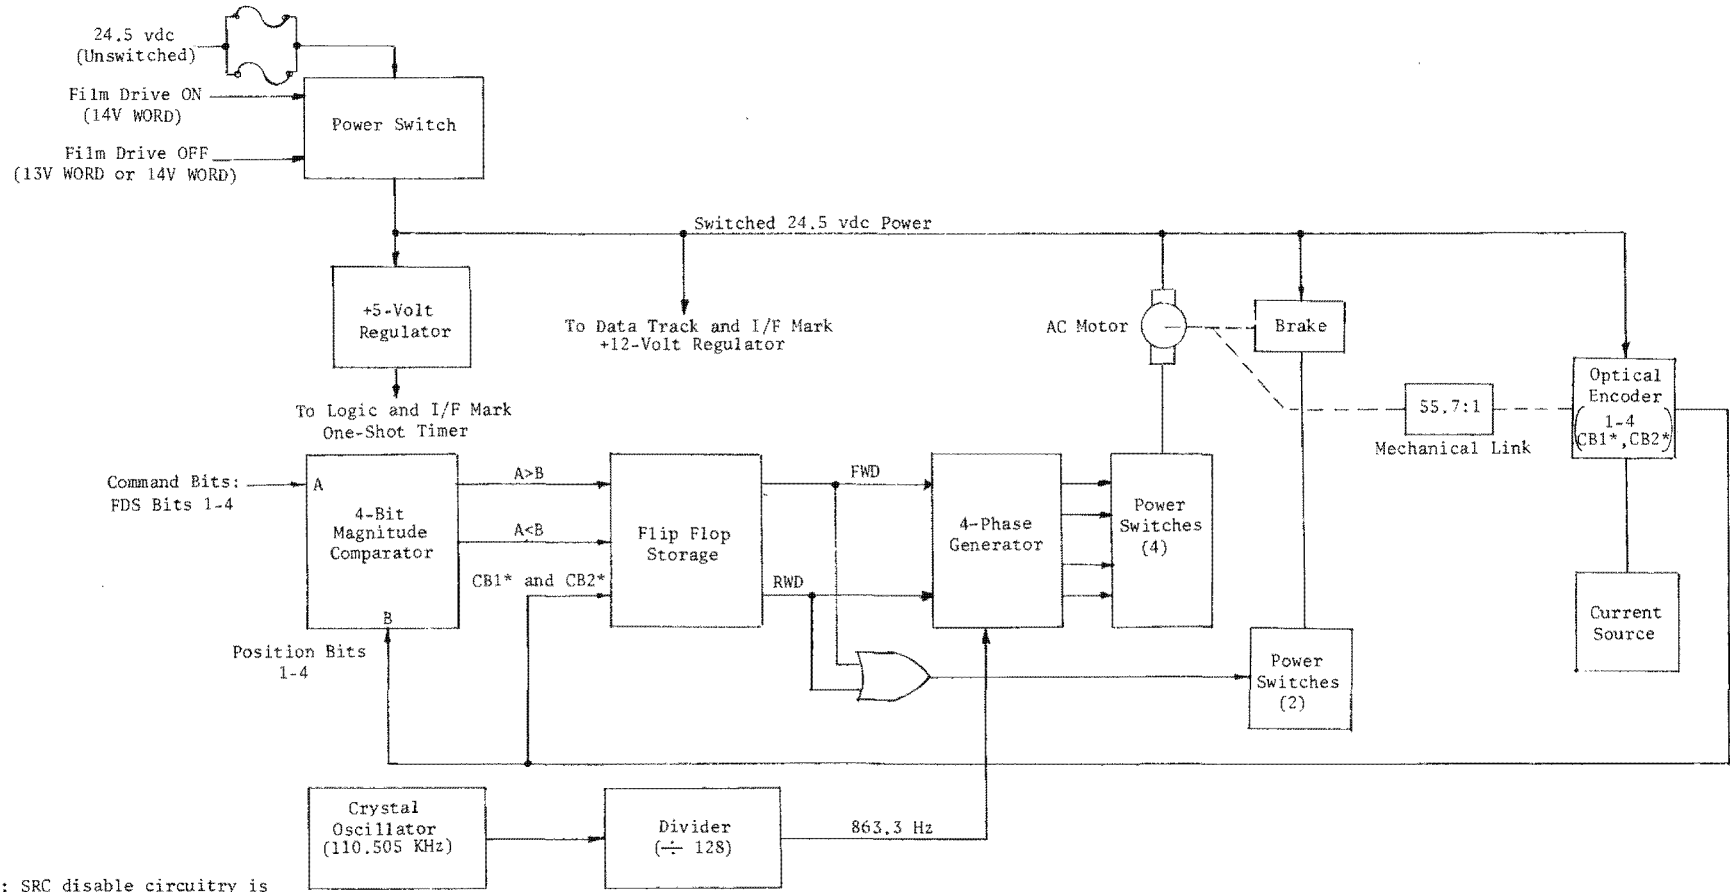 24.5 vdc
(Unswitched)
Film Drive ON
(14V WORD)
Film Drive OFF
(13V WORD or 14V WORD)
Power Switch
Switched 24.5 vdc Power
+5-Volt
Regulator
To Data Track and I/F Mark
+12-Volt Regulator
AC Motor
Brake
To Logic and I/F Mark
One-Shot Timer
55.7:1
Mechanical Link
Optical
Encoder
(1-4
CB1*,CB2*)
Command Bits:
FDS Bits 1-4
A
4-Bit
Magnitude
Comparator
B
Position Bits
1-4
A>B
A<B
CB1* and CB2*
Flip Flop
Storage
FWD
RWD
4-Phase
Generator
Power
Switches
(4)
Power
Switches
(2)
Current
Source
Crystal
Oscillator
(110.505 KHz)
Divider
(÷ 128)
863.3 Hz
: SRC disable circuitry is